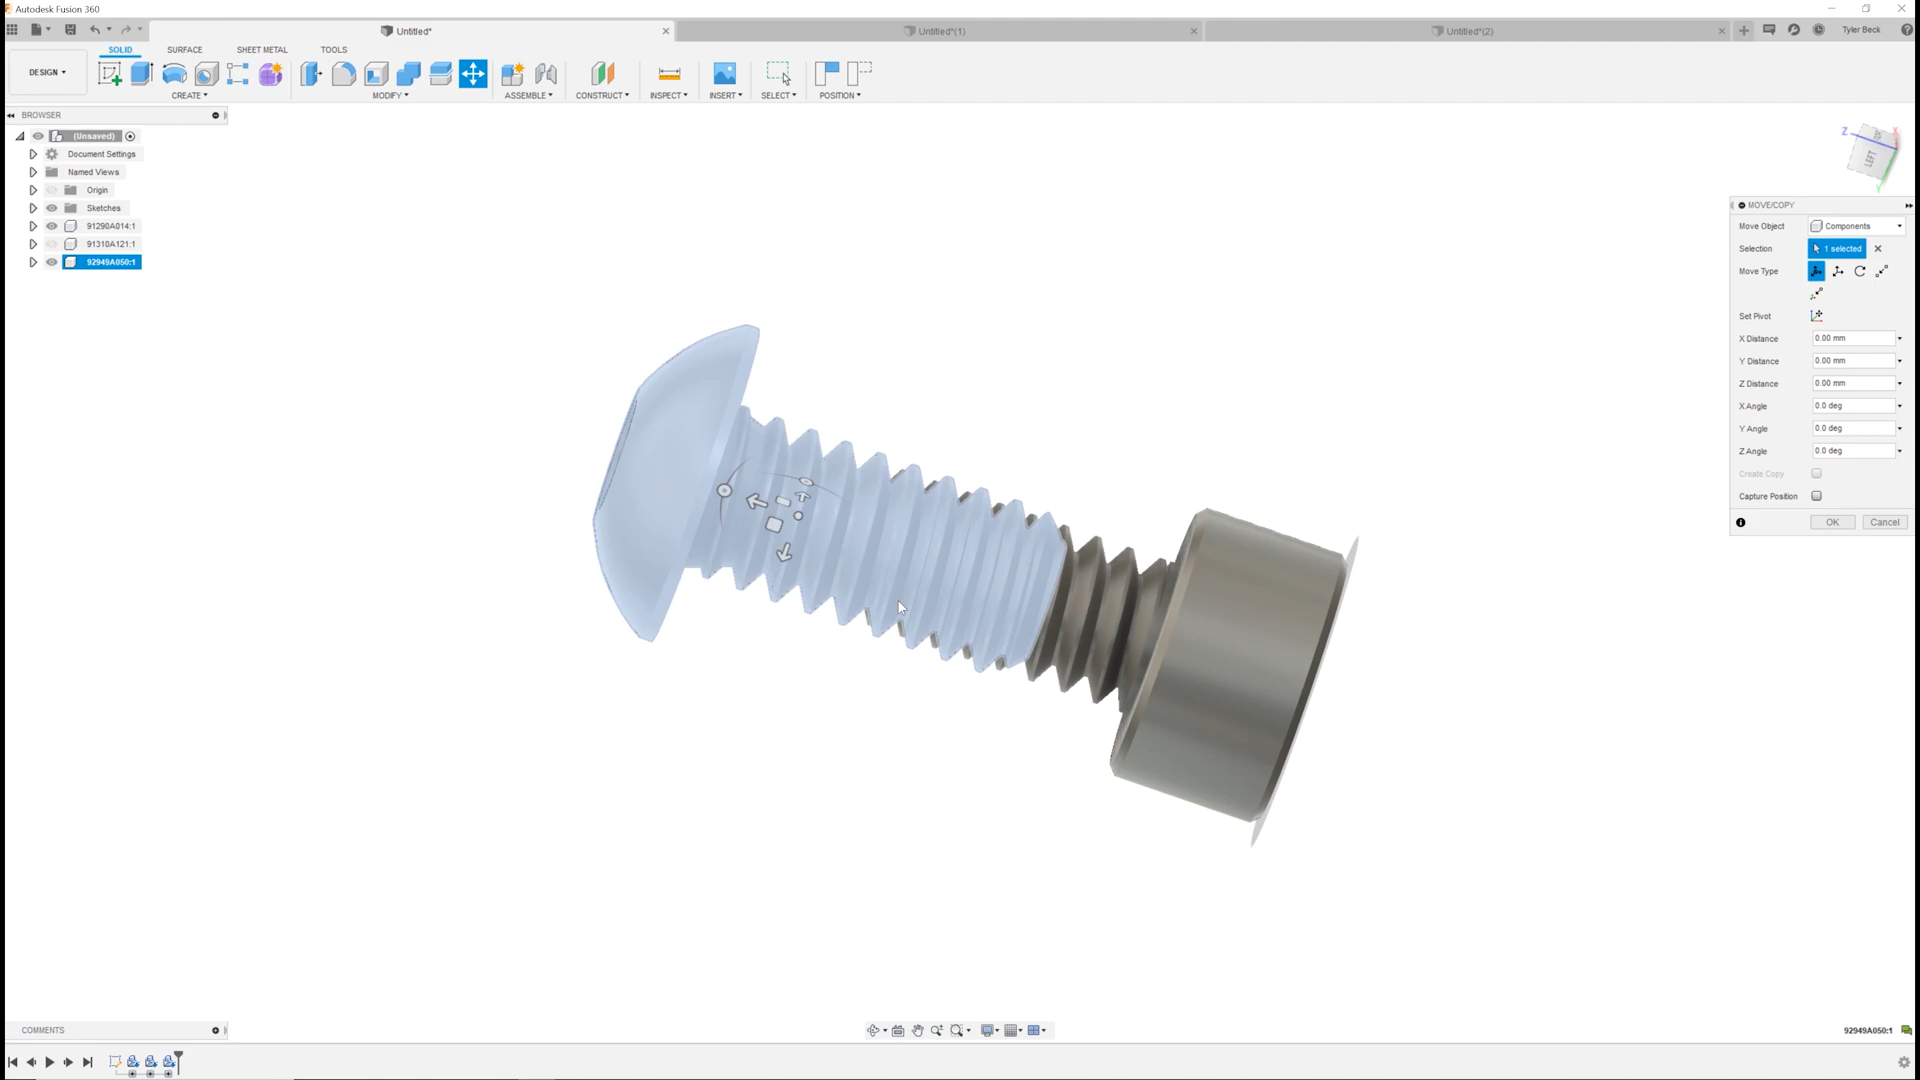 Autodesk Fusion 360
Untitled*
Untitled*(1)
Untitled*(2)
Tyler Beck
SOLID
SURFACE
SHEET METAL
TOOLS
DESIGN
CREATE
MODIFY
ASSEMBLE
CONSTRUCT
INSPECT
INSERT
SELECT
POSITION
BROWSER
(Unsaved)
Document Settings
Named Views
Origin
Sketches
91290A014:1
91310A121:1
92949A050:1
Z
X
LEFT
Y
MOVE/COPY
Move Object
Components
Selection
1 selected
Move Type
Set Pivot
X Distance
0.00 mm
Y Distance
0.00 mm
Z Distance
0.00 mm
X Angle
0.0 deg
Y Angle
0.0 deg
Z Angle
0.0 deg
Create Copy
Capture Position
OK
Cancel
COMMENTS
92949A050:1